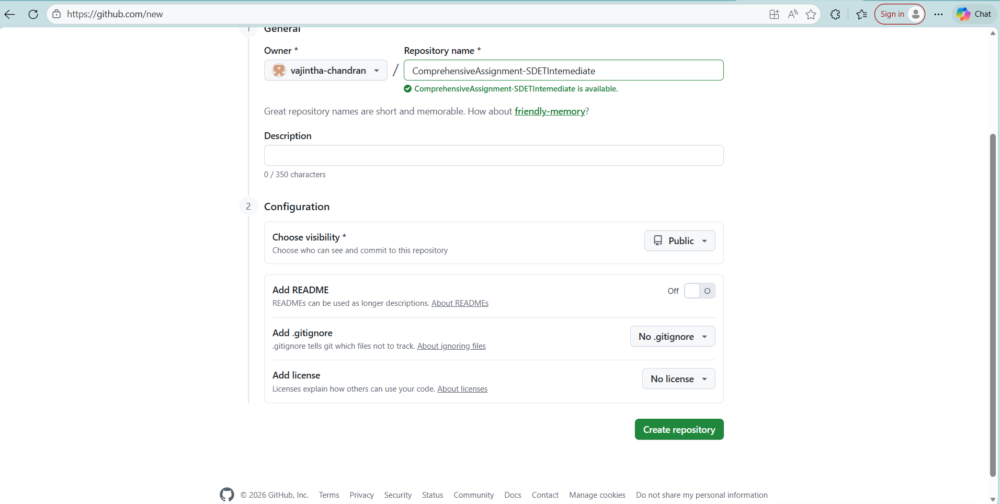 https://github.com/new
Sign in
Chat
1 General
Owner * Repository name *
vajintha-chandran / ComprehensiveAssignment-SDETIntemediate
ComprehensiveAssignment-SDETIntemediate is available.
Great repository names are short and memorable. How about friendly-memory?
Description
0 / 350 characters
2 Configuration
Choose visibility *
Choose who can see and commit to this repository
Public
Add README
READMEs can be used as longer descriptions. About READMEs
Off
Add .gitignore
.gitignore tells git which files not to track. About ignoring files
No .gitignore
Add license
Licenses explain how others can use your code. About licenses
No license
Create repository
© 2026 GitHub, Inc. Terms Privacy Security Status Community Docs Contact Manage cookies Do not share my personal information